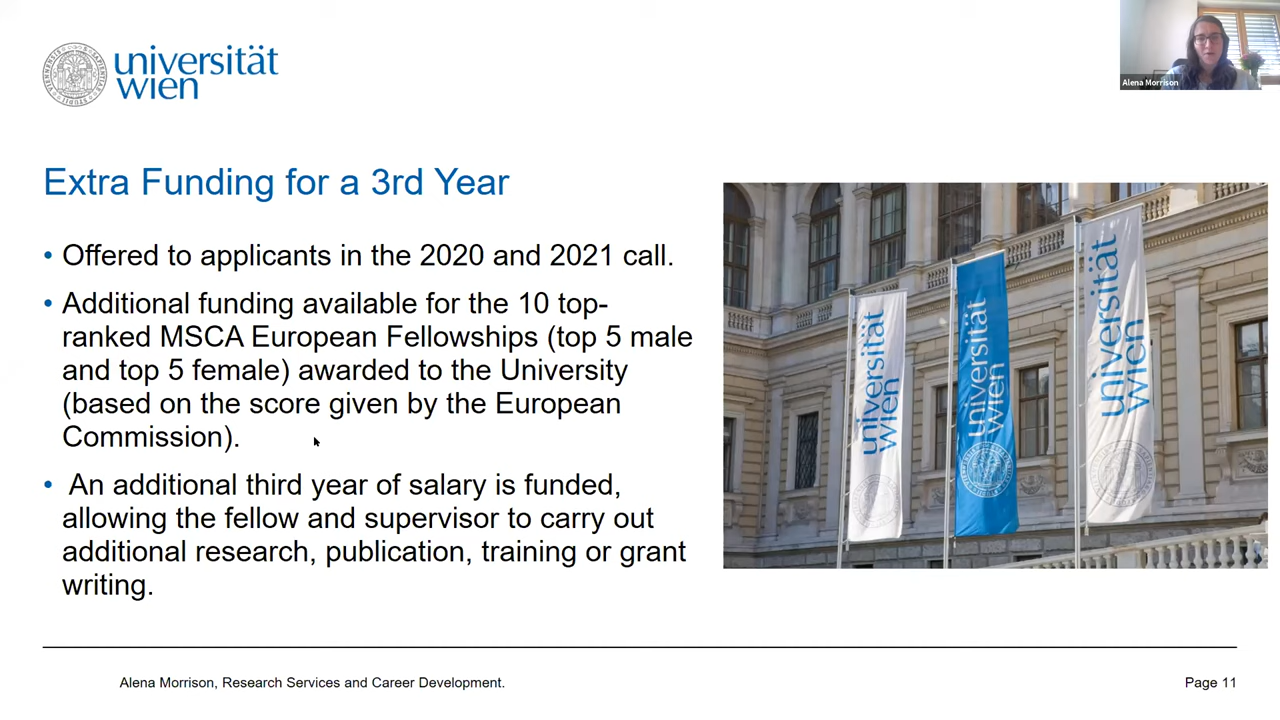 universität
wien
Alena Morrison
Extra Funding for a 3rd Year
• Offered to applicants in the 2020 and 2021 call.
• Additional funding available for the 10 top-
ranked MSCA European Fellowships (top 5 male
and top 5 female) awarded to the University
(based on the score given by the European
Commission).
• An additional third year of salary is funded,
allowing the fellow and supervisor to carry out
additional research, publication, training or grant
writing.
universität
wien
universität
wien
universität
wien
Alena Morrison, Research Services and Career Development.
Page 11